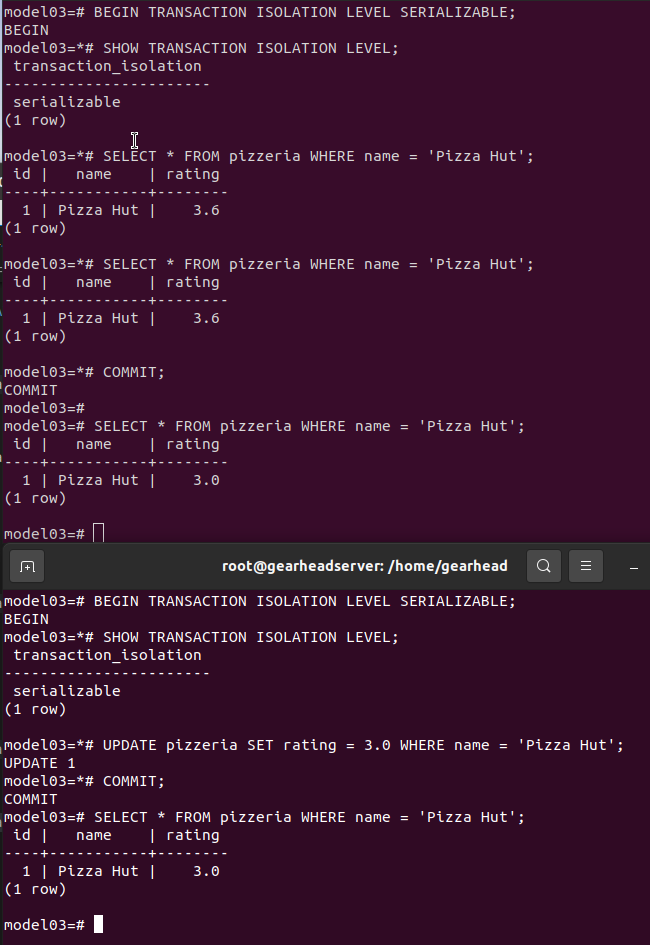 model03=# BEGIN TRANSACTION ISOLATION LEVEL SERIALIZABLE;
BEGIN
model03=*# SHOW TRANSACTION ISOLATION LEVEL;
 transaction_isolation
-----------------------
 serializable
(1 row)

model03=*# SELECT * FROM pizzeria WHERE name = 'Pizza Hut';
 id |   name    | rating
----+-----------+--------
  1 | Pizza Hut |    3.6
(1 row)

model03=*# SELECT * FROM pizzeria WHERE name = 'Pizza Hut';
 id |   name    | rating
----+-----------+--------
  1 | Pizza Hut |    3.6
(1 row)

model03=*# COMMIT;
COMMIT
model03=#
model03=# SELECT * FROM pizzeria WHERE name = 'Pizza Hut';
 id |   name    | rating
----+-----------+--------
  1 | Pizza Hut |    3.0
(1 row)

model03=#
root@gearheadserver: /home/gearhead
model03=# BEGIN TRANSACTION ISOLATION LEVEL SERIALIZABLE;
BEGIN
model03=*# SHOW TRANSACTION ISOLATION LEVEL;
 transaction_isolation
-----------------------
 serializable
(1 row)

model03=*# UPDATE pizzeria SET rating = 3.0 WHERE name = 'Pizza Hut';
UPDATE 1
model03=*# COMMIT;
COMMIT
model03=# SELECT * FROM pizzeria WHERE name = 'Pizza Hut';
 id |   name    | rating
----+-----------+--------
  1 | Pizza Hut |    3.0
(1 row)

model03=#